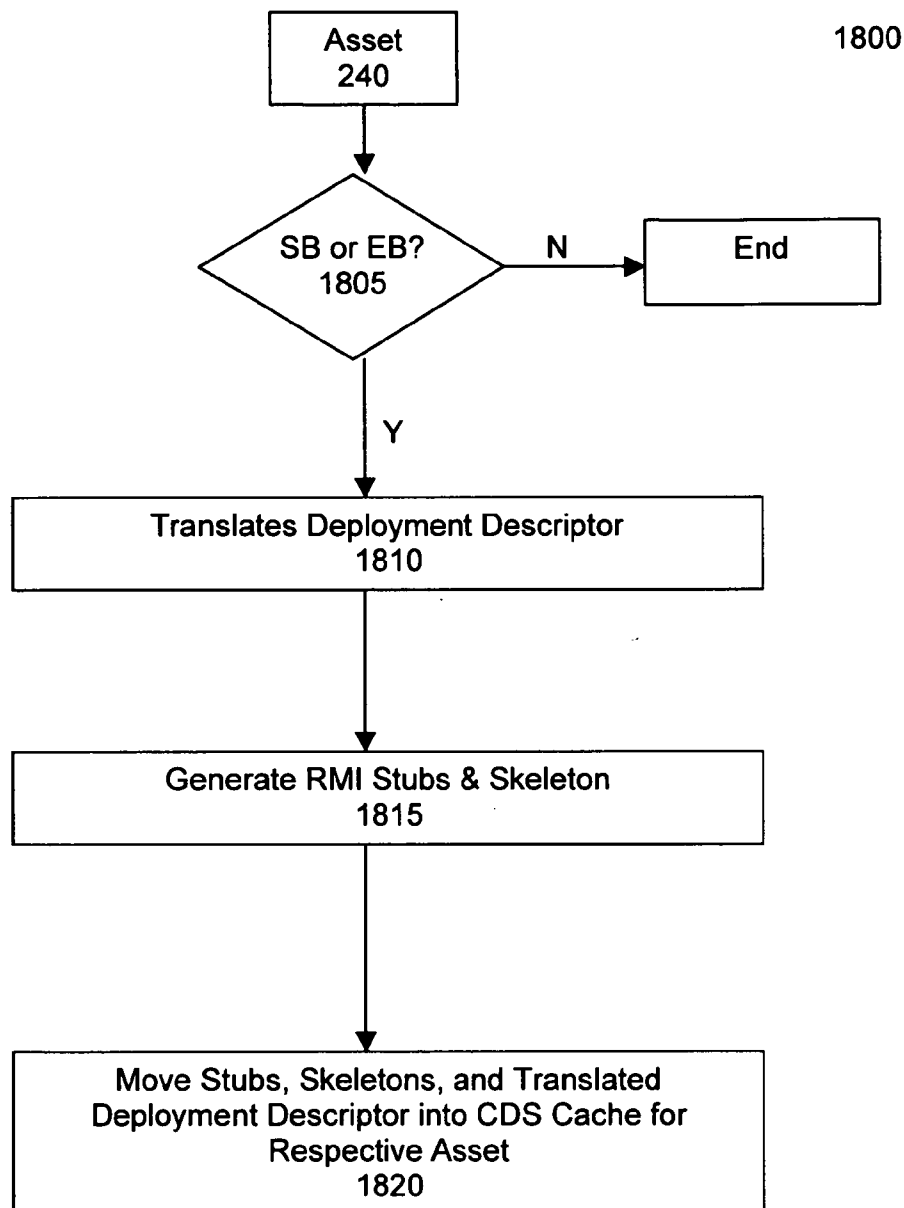 Asset
240
1800
SB or EB?
1805
N
End
Y
Translates Deployment Descriptor
1810
Generate RMI Stubs & Skeleton
1815
Move Stubs, Skeletons, and Translated
Deployment Descriptor into CDS Cache for
Respective Asset
1820